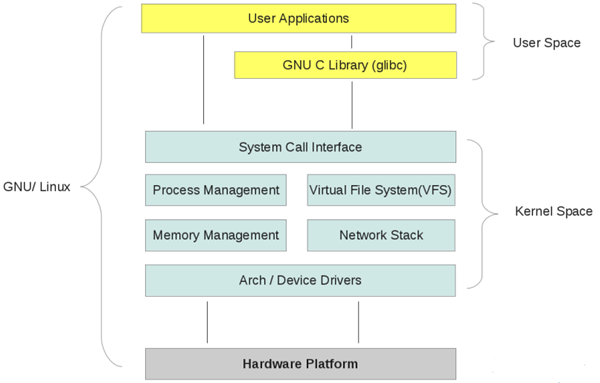 User Applications
User Space
GNU C Library (glibc)
System Call Interface
GNU/ Linux
Process Management
Virtual File System(VFS)
Kernel Space
Memory Management
Network Stack
Arch / Device Drivers
Hardware Platform